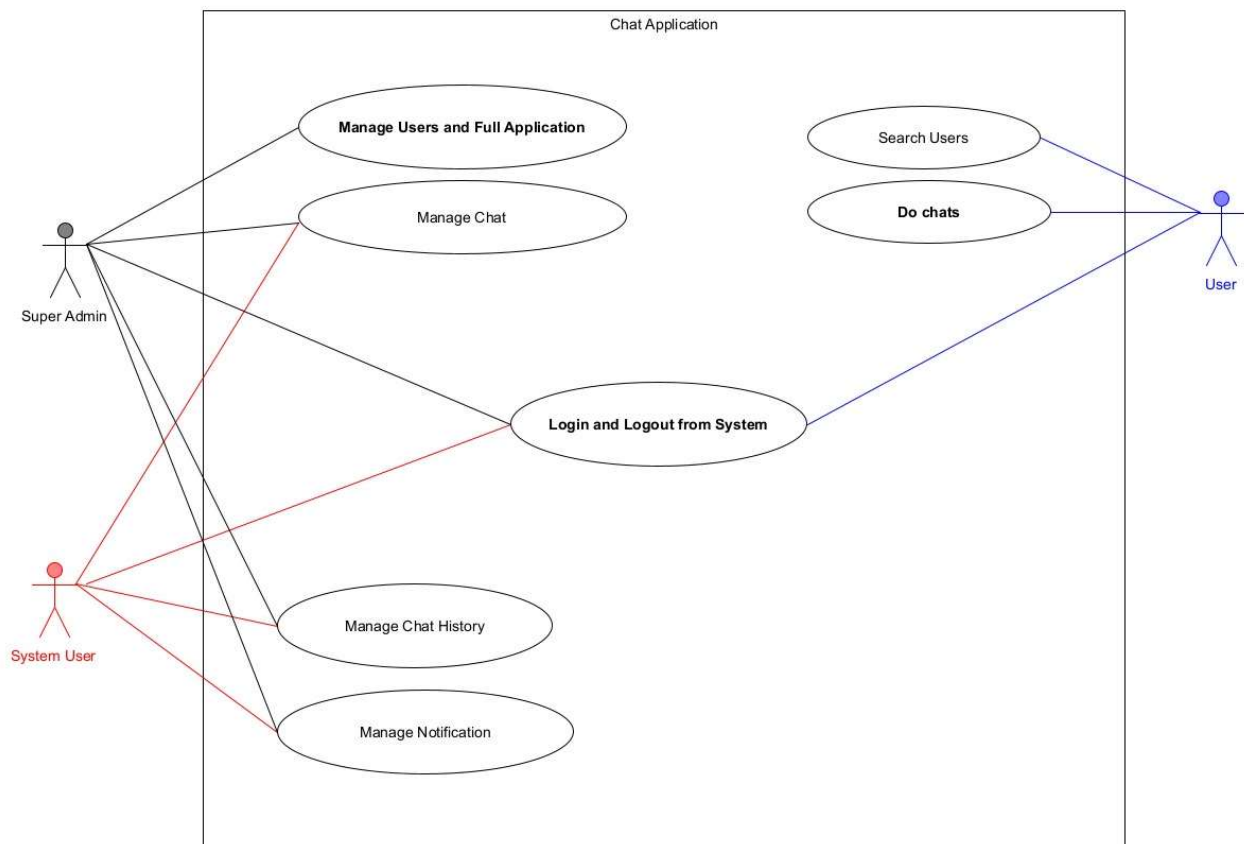 Chat Application
Manage Users and Full Application
Search Users
Manage Chat
Do chats
User
Super Admin
Login and Logout from System
Manage Chat History
System User
Manage Notification